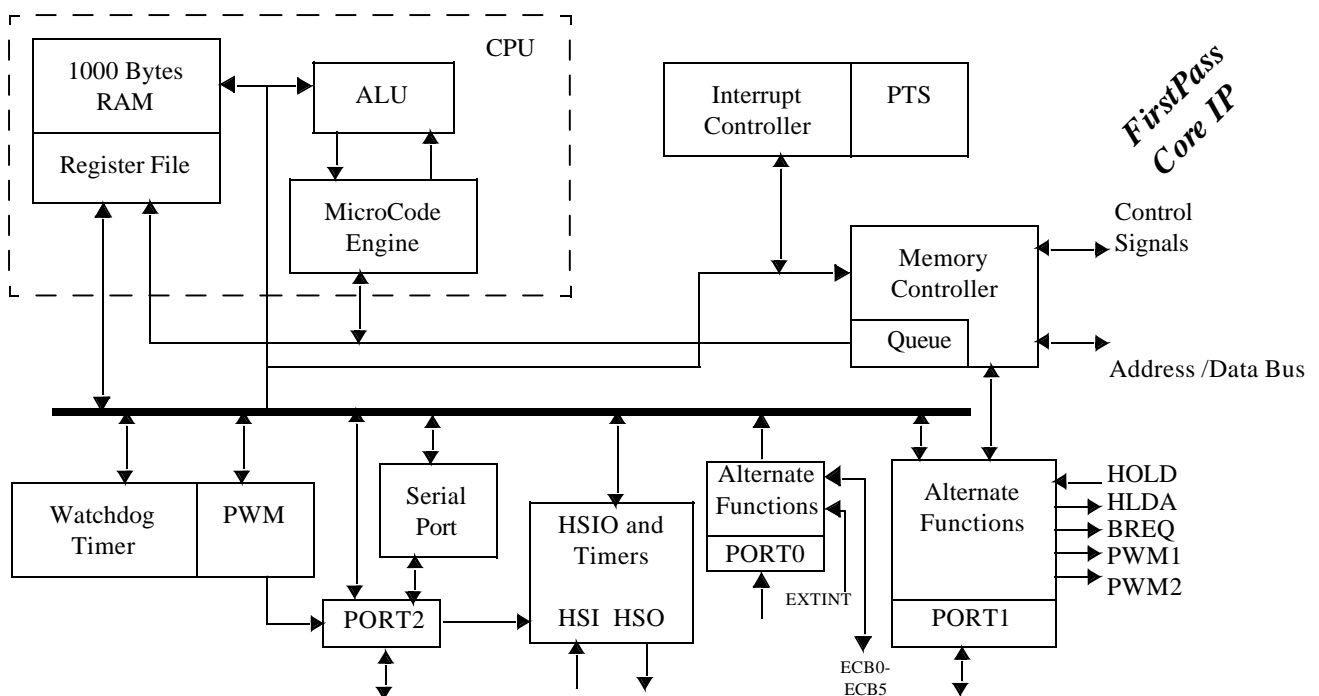 CPU
1000 Bytes
RAM
Register File
ALU
MicroCode
Engine
Interrupt
Controller
PTS
FirstPass
Core IP
Control
Signals
Memory
Controller
Queue
Address /Data Bus
Watchdog
Timer
PWM
Serial
Port
PORT2
HSIO and
Timers
HSI HSO
Alternate
Functions
PORT0
EXTINT
ECB0-
ECB5
Alternate
Functions
PORT1
HOLD
HLDA
BREQ
PWM1
PWM2